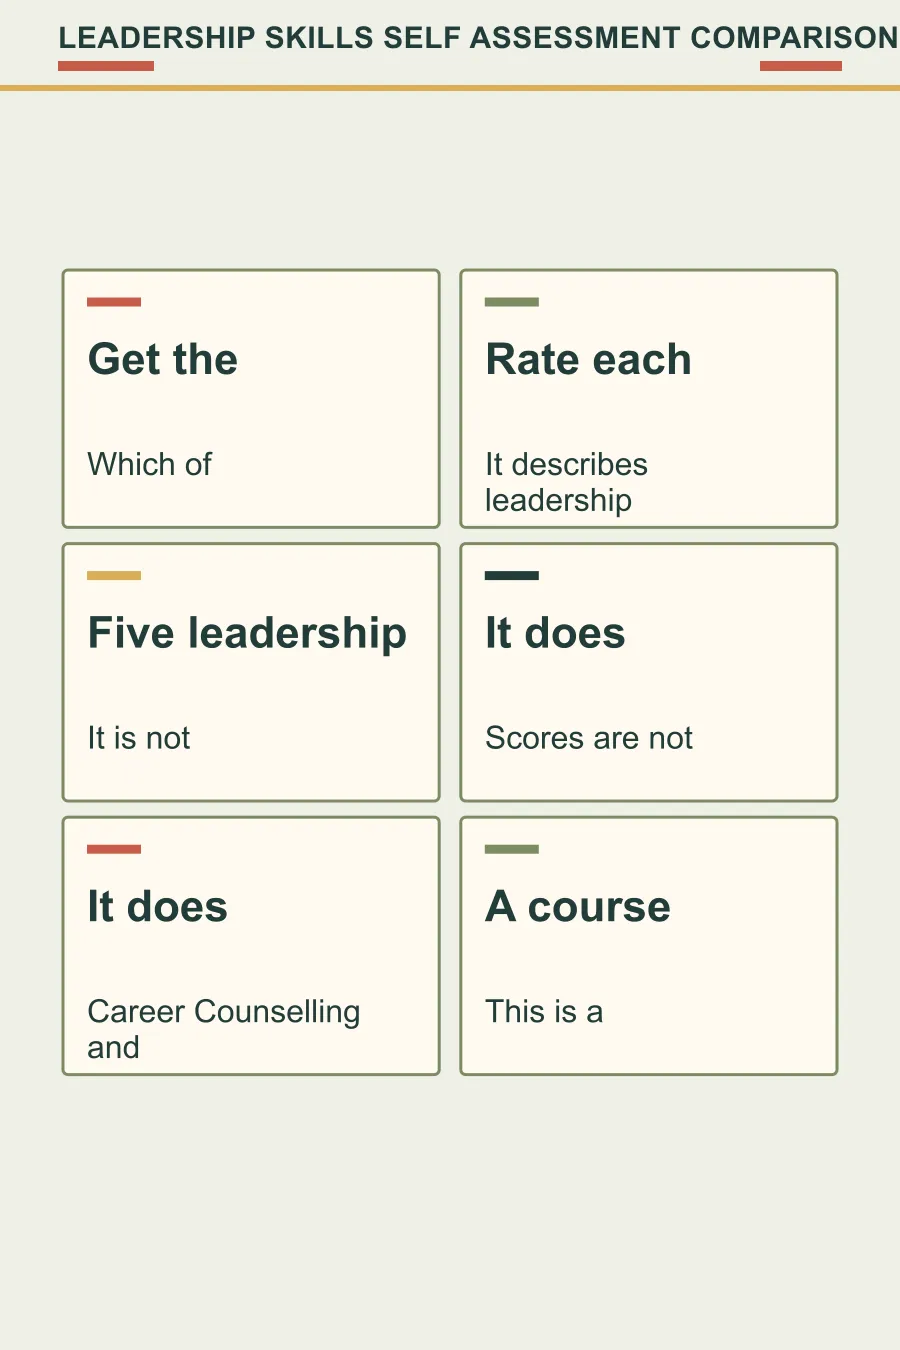 LEADERSHIP SKILLS SELF ASSESSMENT COMPARISON
Get the
Which of
Rate each
It describes
leadership
Five leadership
It is not
It does
Scores are not
It does
Career Counselling
and
A course
This is a